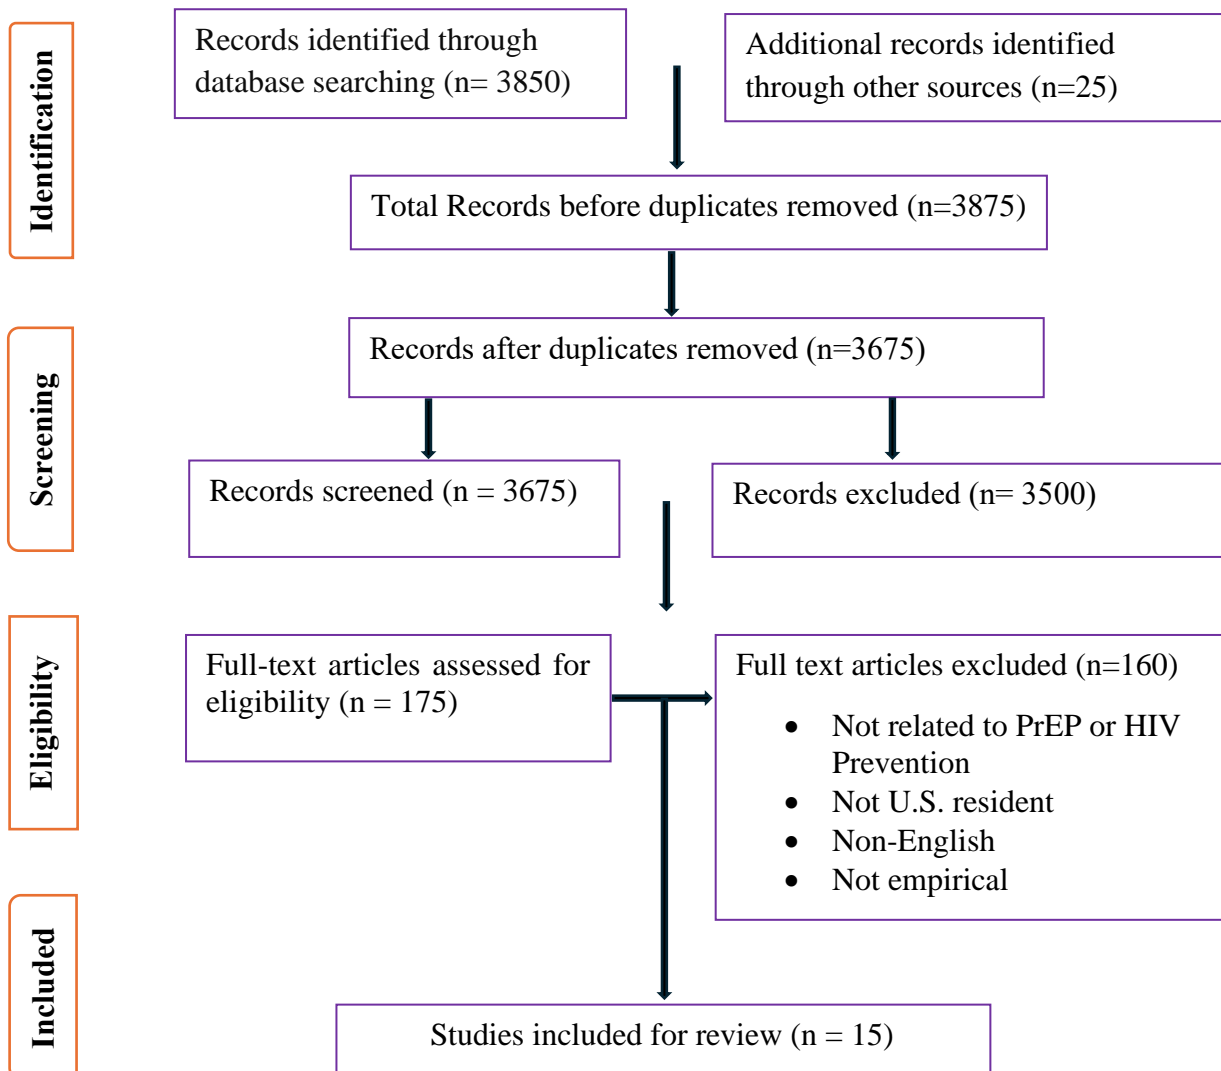 Identification
Records identified through
database searching (n= 3850)
Additional records identified
through other sources (n=25)
Total Records before duplicates removed (n=3875)
Screening
Records after duplicates removed (n=3675)
Records screened (n = 3675)
Records excluded (n= 3500)
Eligibility
Full-text articles assessed for
eligibility (n = 175)
Full text articles excluded (n=160)
• Not related to PrEP or HIV
Prevention
• Not U.S. resident
• Non-English
• Not empirical
Included
Studies included for review (n = 15)